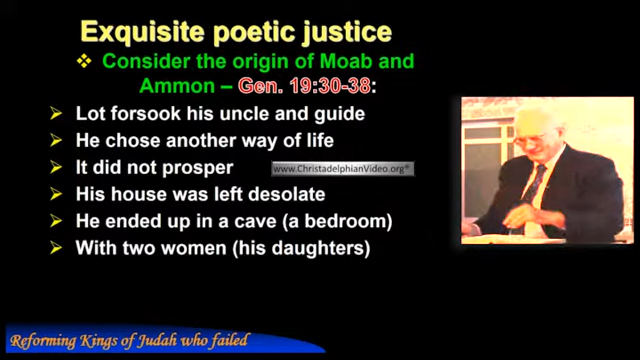 Exquisite poetic justice
❖ Consider the origin of Moab and
Ammon – Gen. 19:30-38:
➢ Lot forsook his uncle and guide
➢ He chose another way of life
➢ It did not prosper
www.ChristadelphianVideo.org®
➢ His house was left desolate
➢ He ended up in a cave (a bedroom)
➢ With two women (his daughters)
Reforming Kings of Judah who failed